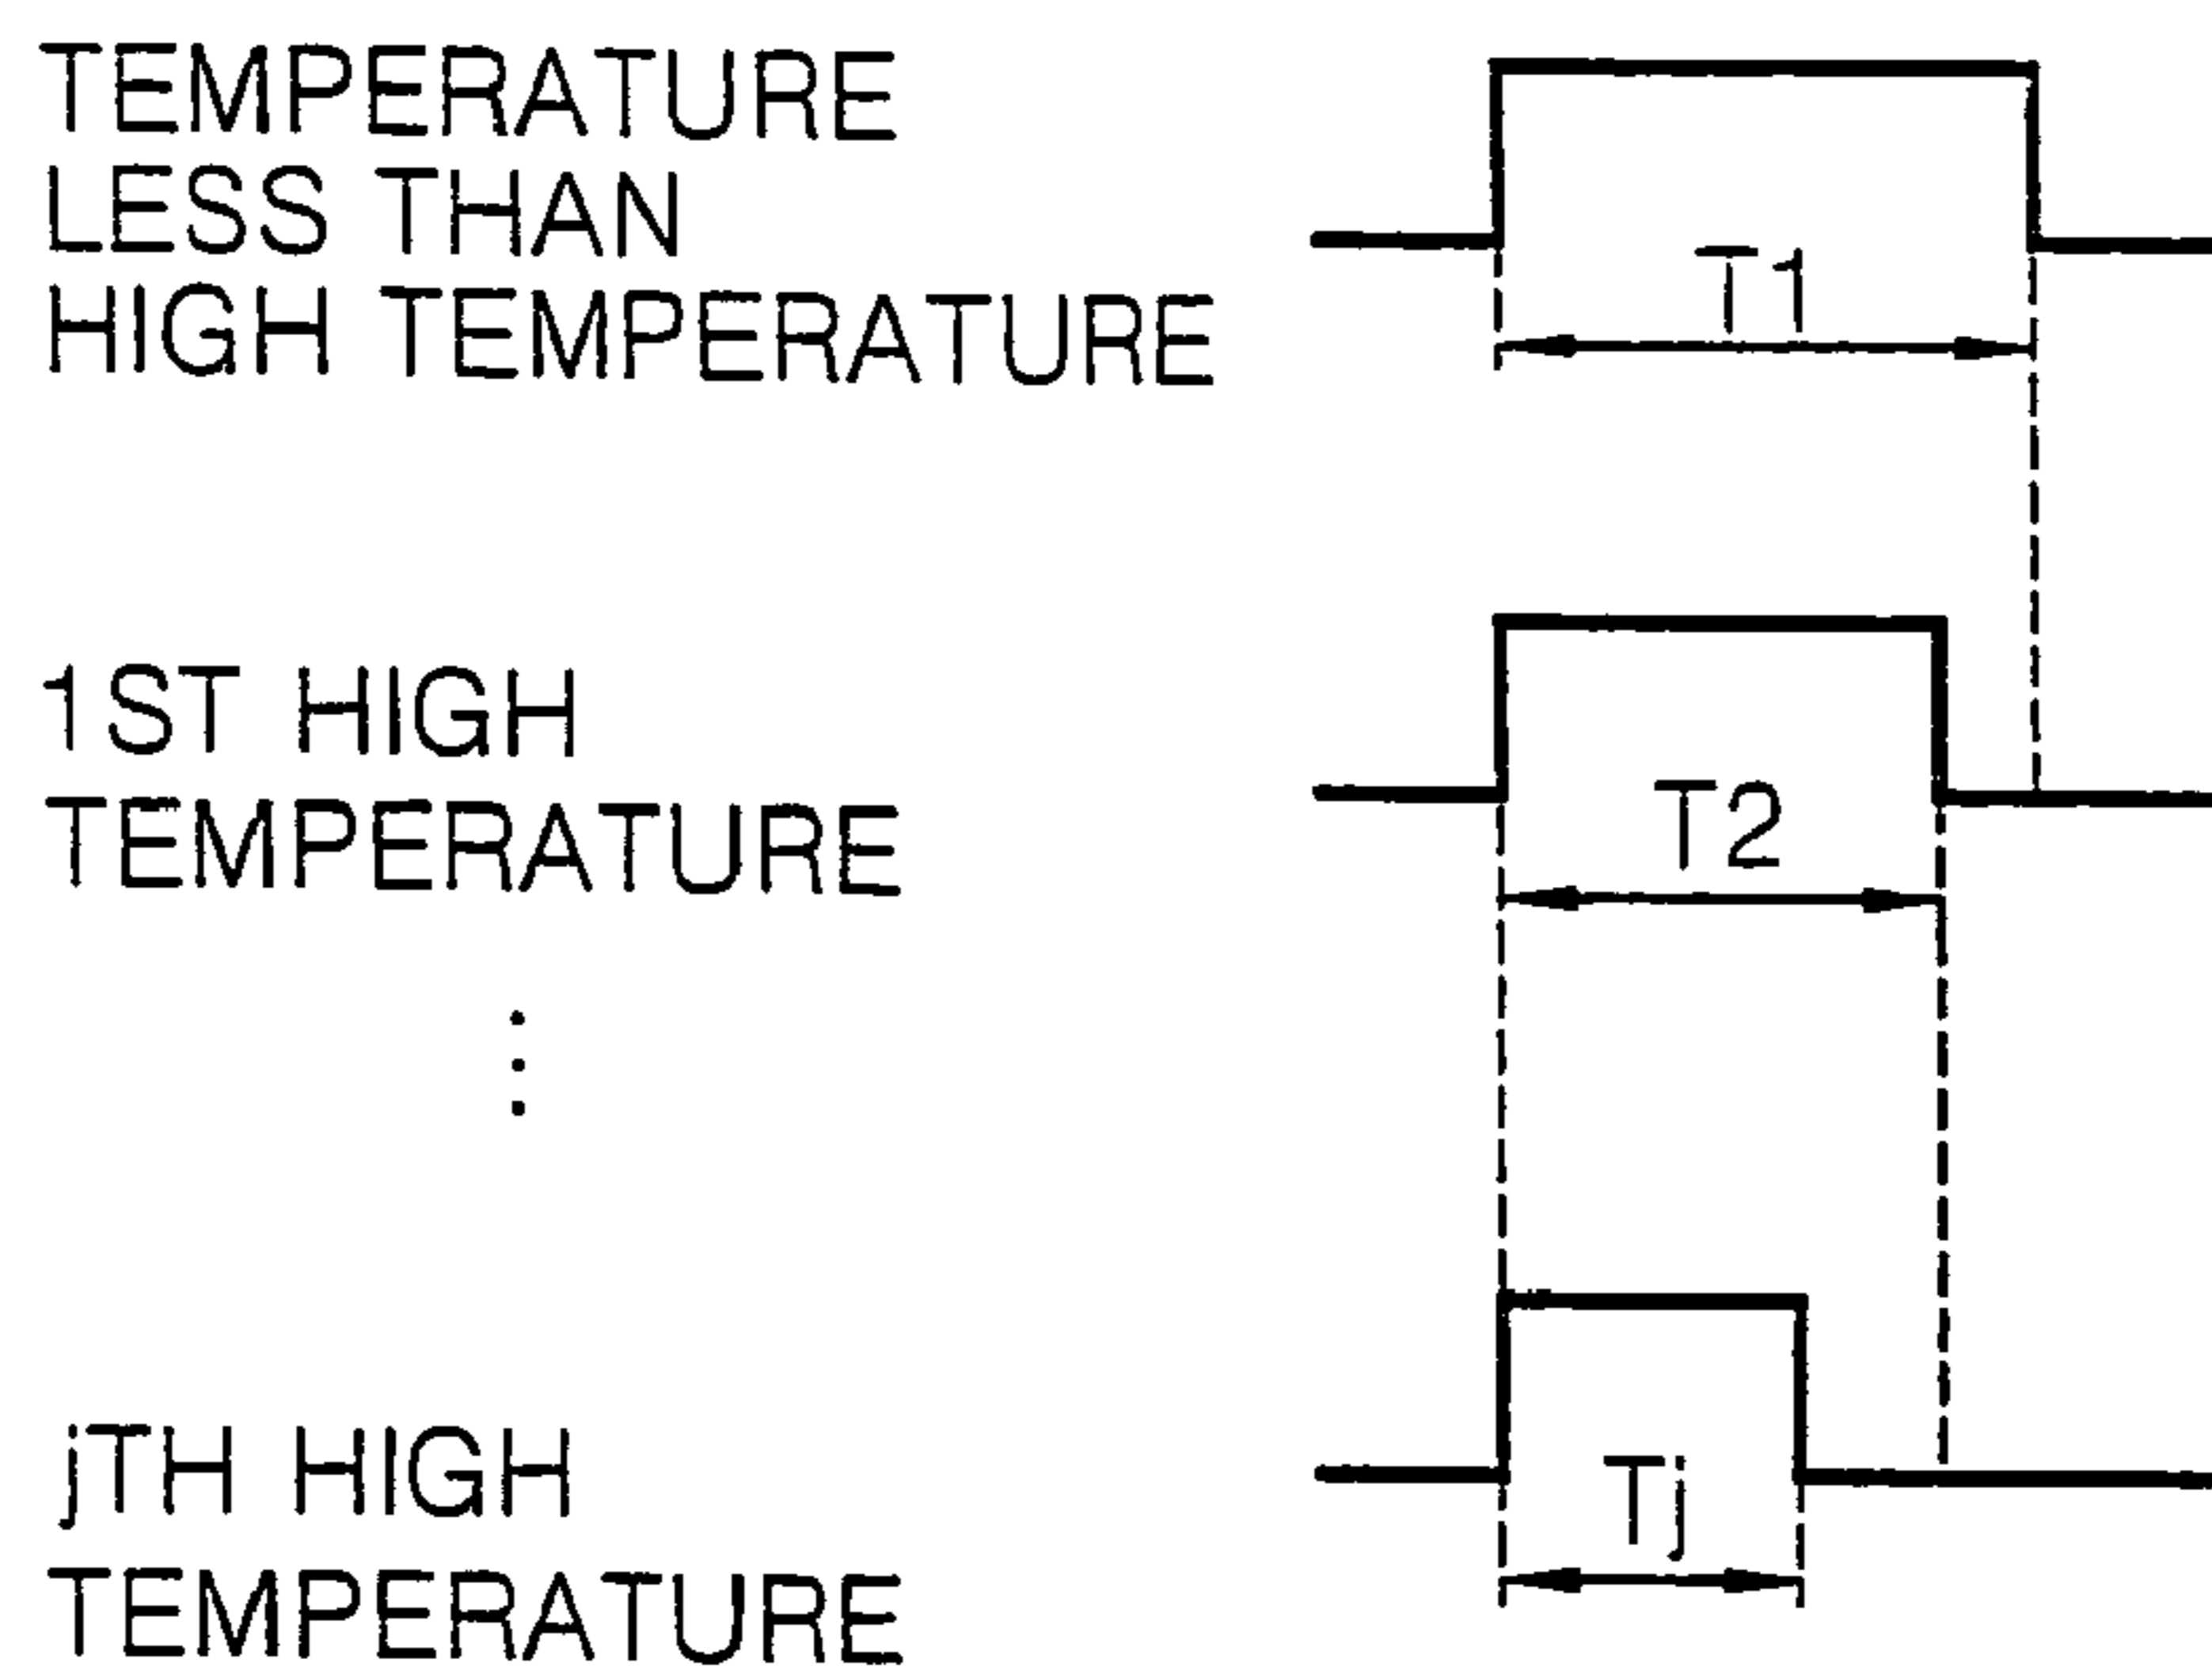 TEMPERATURE
LESS THAN
HIGH TEMPERATURE
T1
1ST HIGH
TEMPERATURE
T2
jTH HIGH
TEMPERATURE
Tj